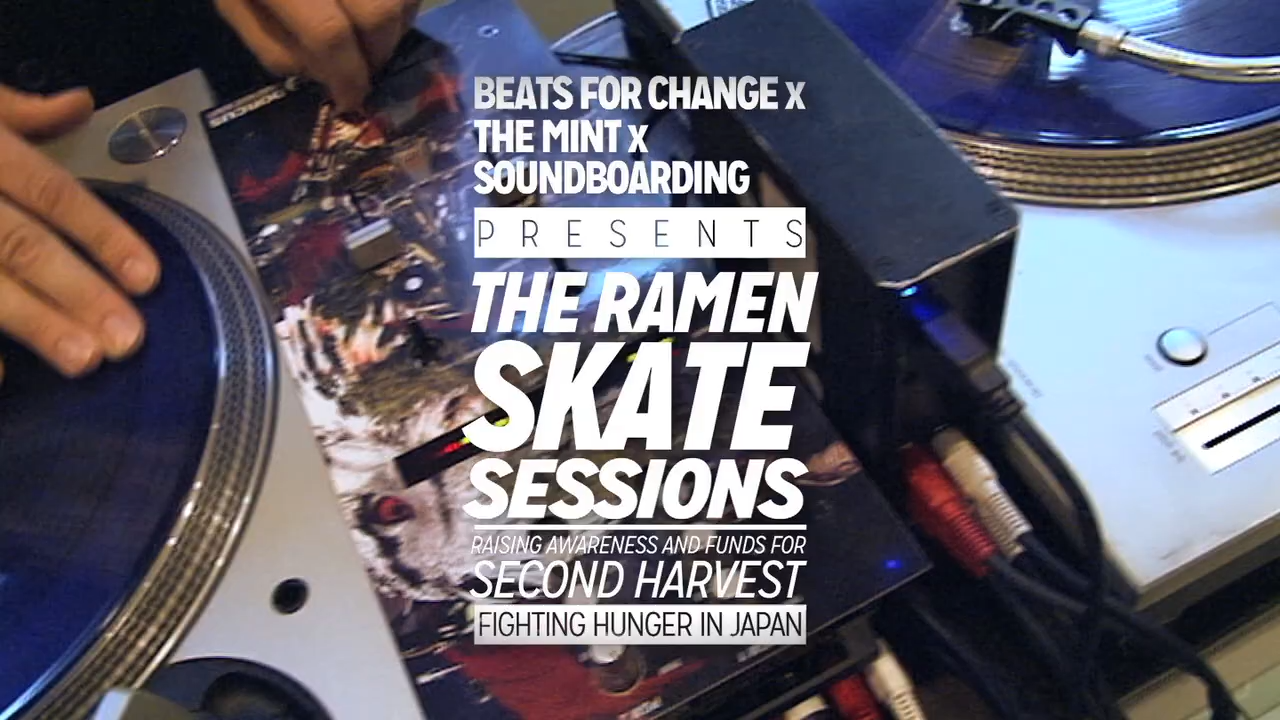 BEATS FOR CHANGE X
THE MINT X
SOUNDBOARDING
PRESENTS
THE RAMEN
SKATE
SESSIONS
RAISING AWARENESS AND FUNDS FOR
SECOND HARVEST
FIGHTING HUNGER IN JAPAN